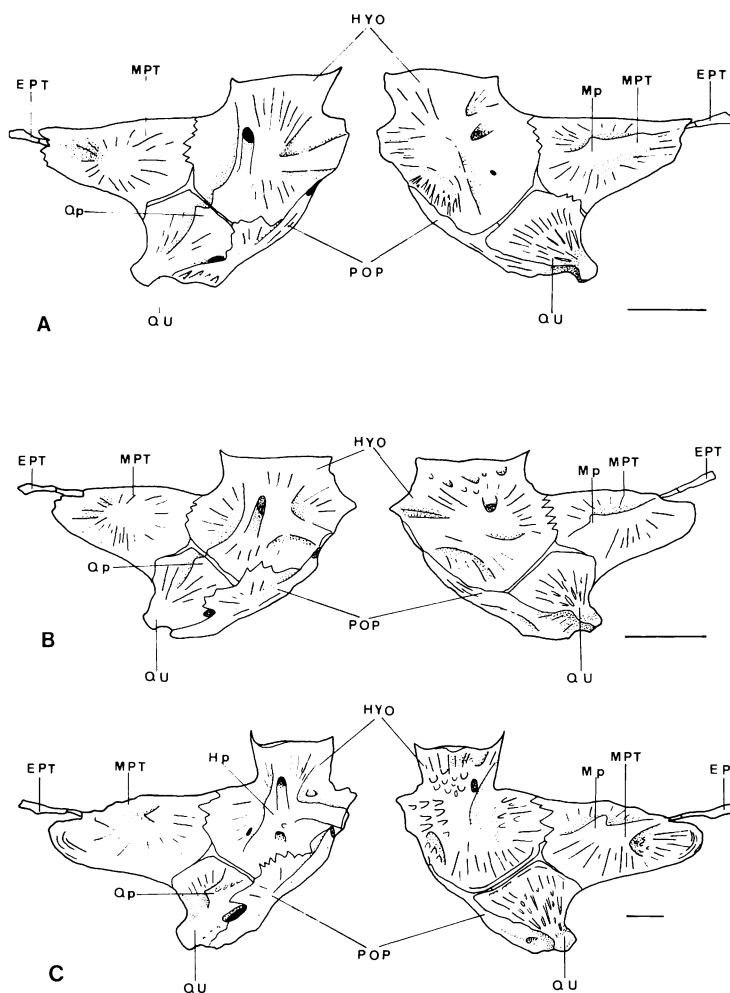 HYO
MPT EPT
EPT Mp MPT
Qp
POP
A QU QU
HYO
EPT MPT Mp MPT EPT
Qp
POP
B QU QU
HYO
EPT MPT Hp Mp MPT EP
Qp
POP
C QU QU